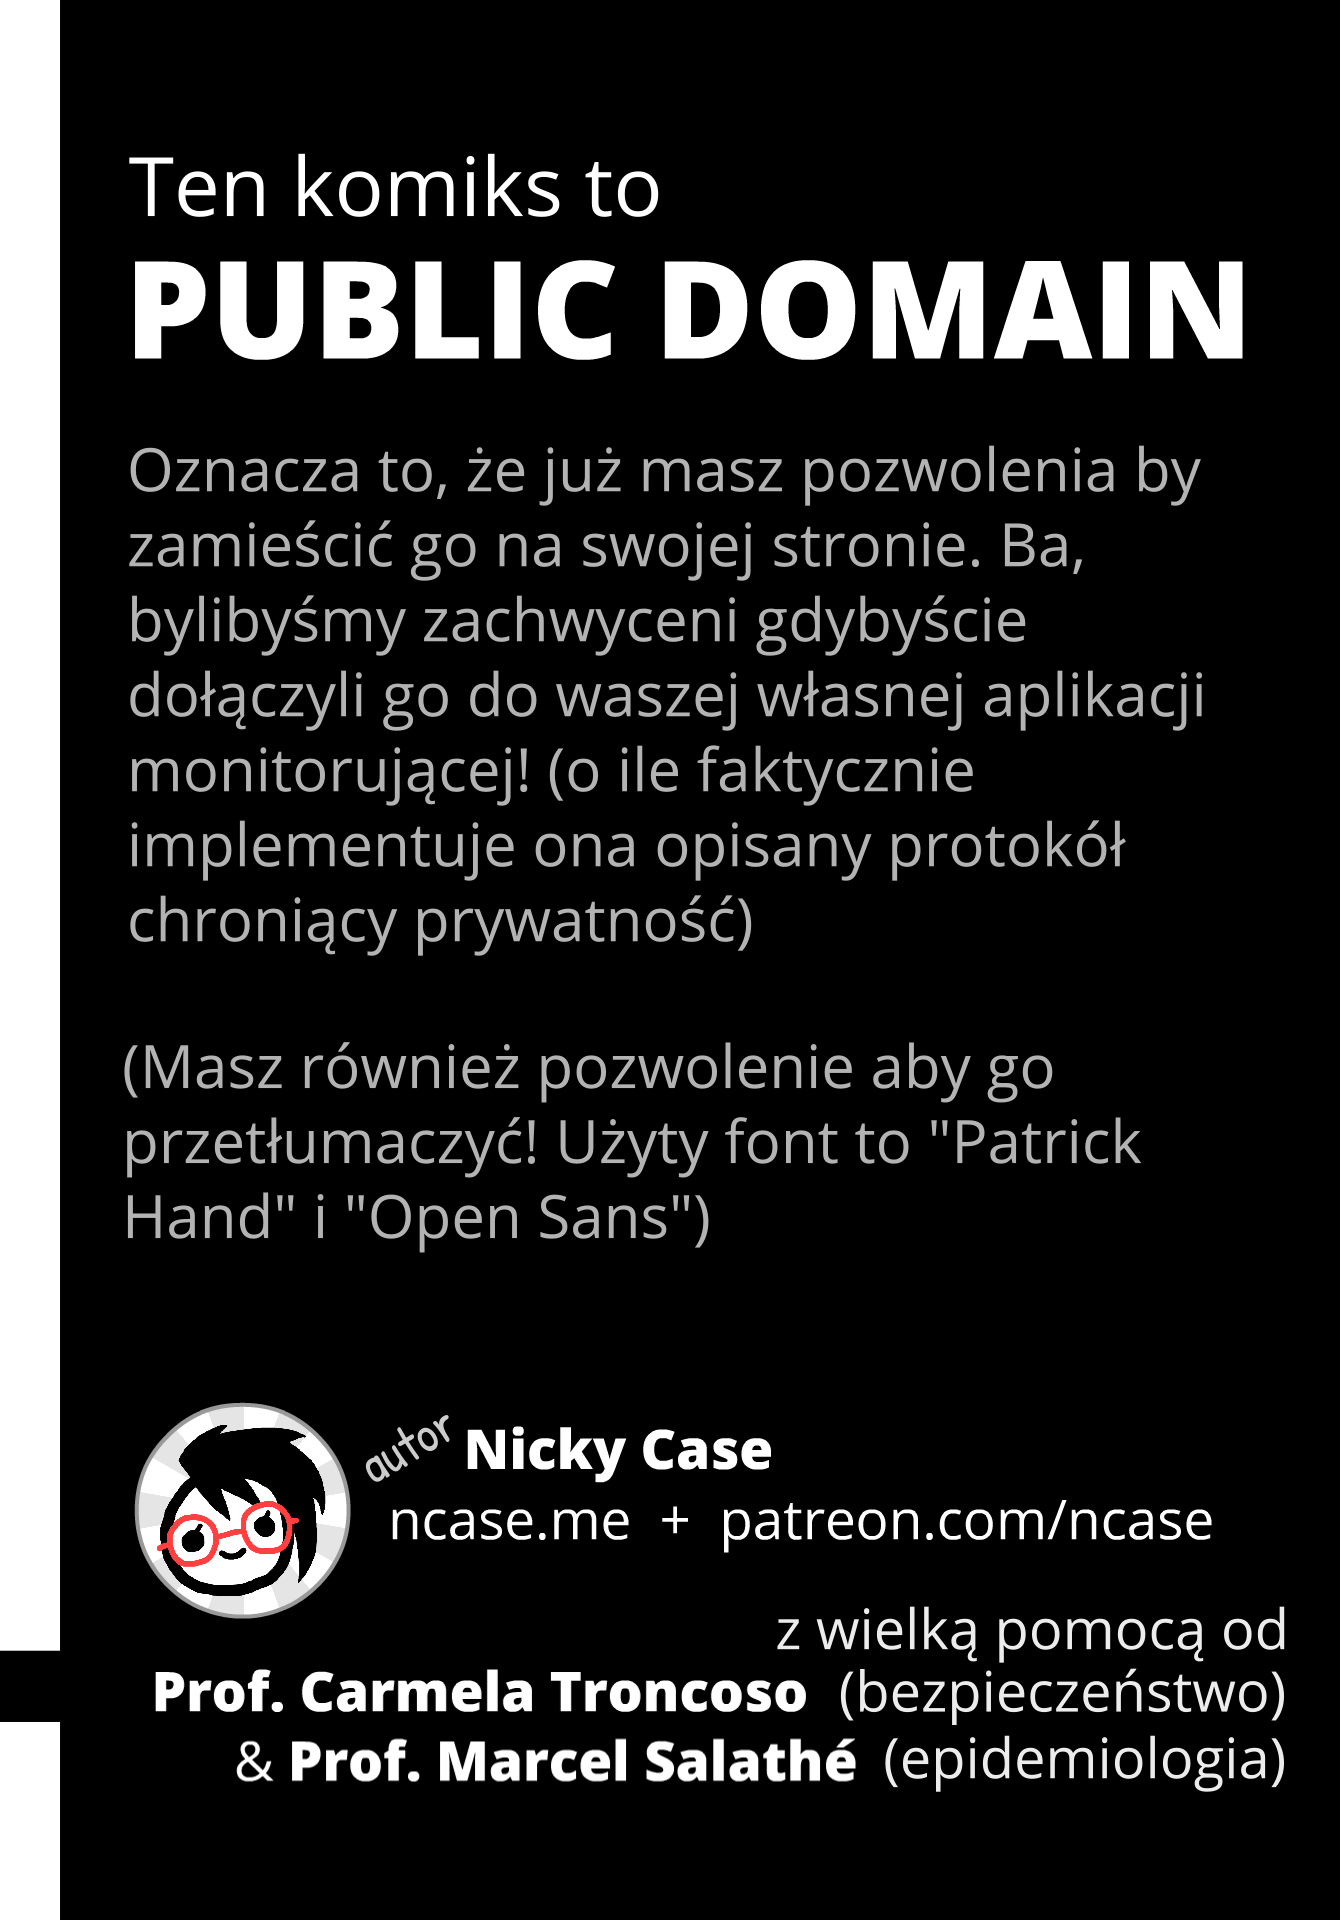 Ten komiks to
PUBLIC DOMAIN
Oznacza to, że już masz pozwolenia by
zamieścić go na swojej stronie. Ba,
bylibyśmy zachwyceni gdybyście
dołączyli go do waszej własnej aplikacji
monitorującej! (o ile faktycznie
implementuje ona opisany protokół
chroniący prywatność)
(Masz również pozwolenie aby go
przetłumaczyć! Użyty font to "Patrick
Hand" i "Open Sans")
autor Nicky Case
ncase.me + patreon.com/ncase
z wielką pomocą od
Prof. Carmela Troncoso (bezpieczeństwo)
& Prof. Marcel Salathé (epidemiologia)